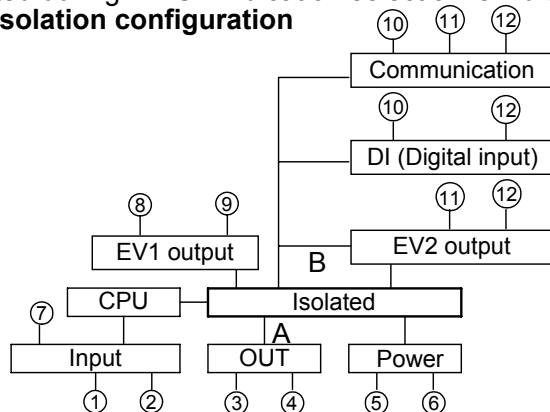 solation configuration
⑩ ⑪ ⑫
Communication
⑩ ⑫
DI (Digital input)
⑪ ⑫
EV2 output
⑧ ⑨
EV1 output
B
CPU
Isolated
⑦
A
Input
OUT
Power
① ② ③ ④ ⑤ ⑥